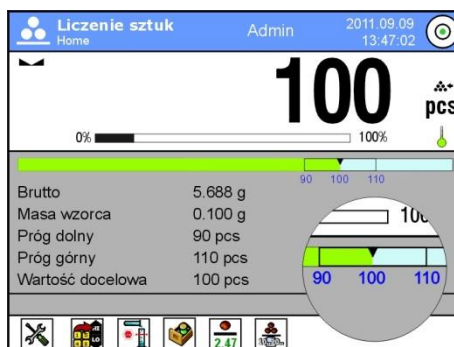 Liczenie sztuk
Home
Admin
2011.09.09
13:47:02
100
pcs
0%
100%
90 100 110
Brutto 5.688 g
Masa wzorca 0.100 g
Próg dolny 90 pcs
Próg górny 110 pcs
Wartość docelowa 100 pcs
90 100 110
2.47